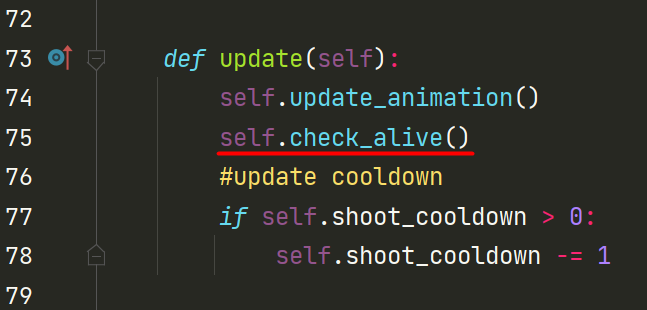 72
73 def update(self):
74 self.update_animation()
75 self.check_alive()
76 #update cooldown
77 if self.shoot_cooldown > 0:
78 self.shoot_cooldown -= 1
79